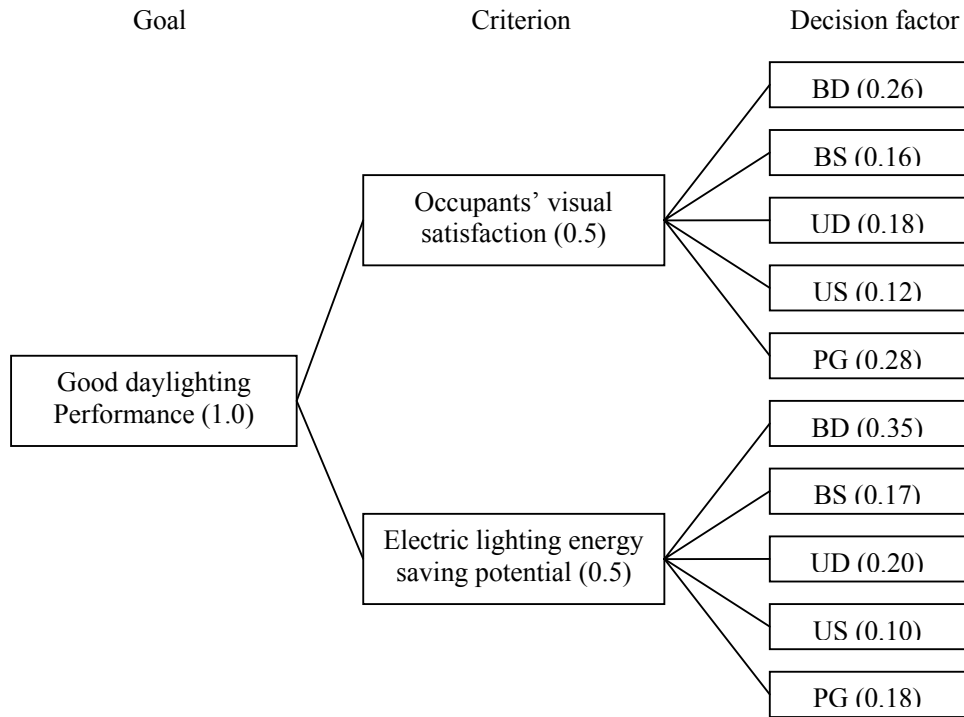 Goal
Criterion
Decision factor
BD (0.26)
BS (0.16)
Occupants’ visual
satisfaction (0.5)
UD (0.18)
US (0.12)
PG (0.28)
Good daylighting
Performance (1.0)
BD (0.35)
BS (0.17)
Electric lighting energy
saving potential (0.5)
UD (0.20)
US (0.10)
PG (0.18)